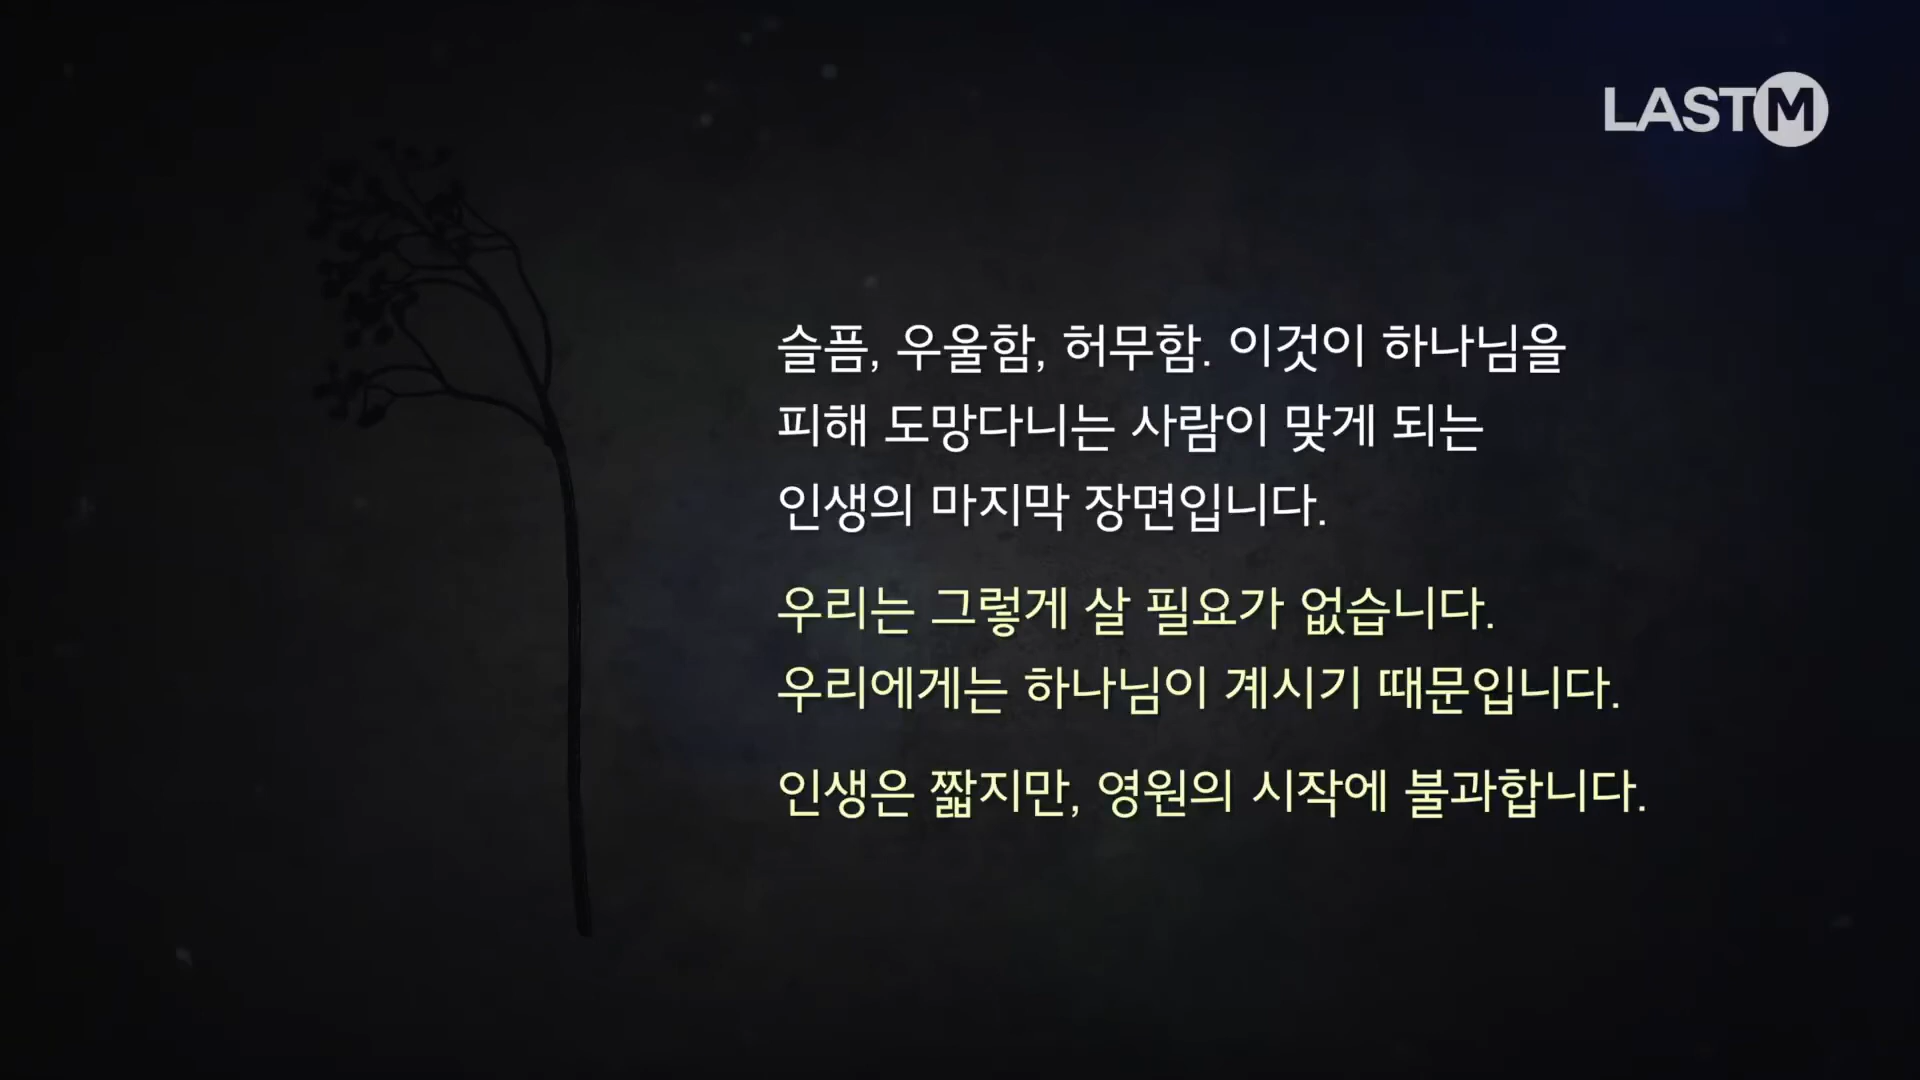 LAST M
슬픔, 우울함, 허무함. 이것이 하나님을
피해 도망다니는 사람이 맞게 되는
인생의 마지막 장면입니다.
우리는 그렇게 살 필요가 없습니다.
우리에게는 하나님이 계시기 때문입니다.
인생은 짧지만, 영원의 시작에 불과합니다.